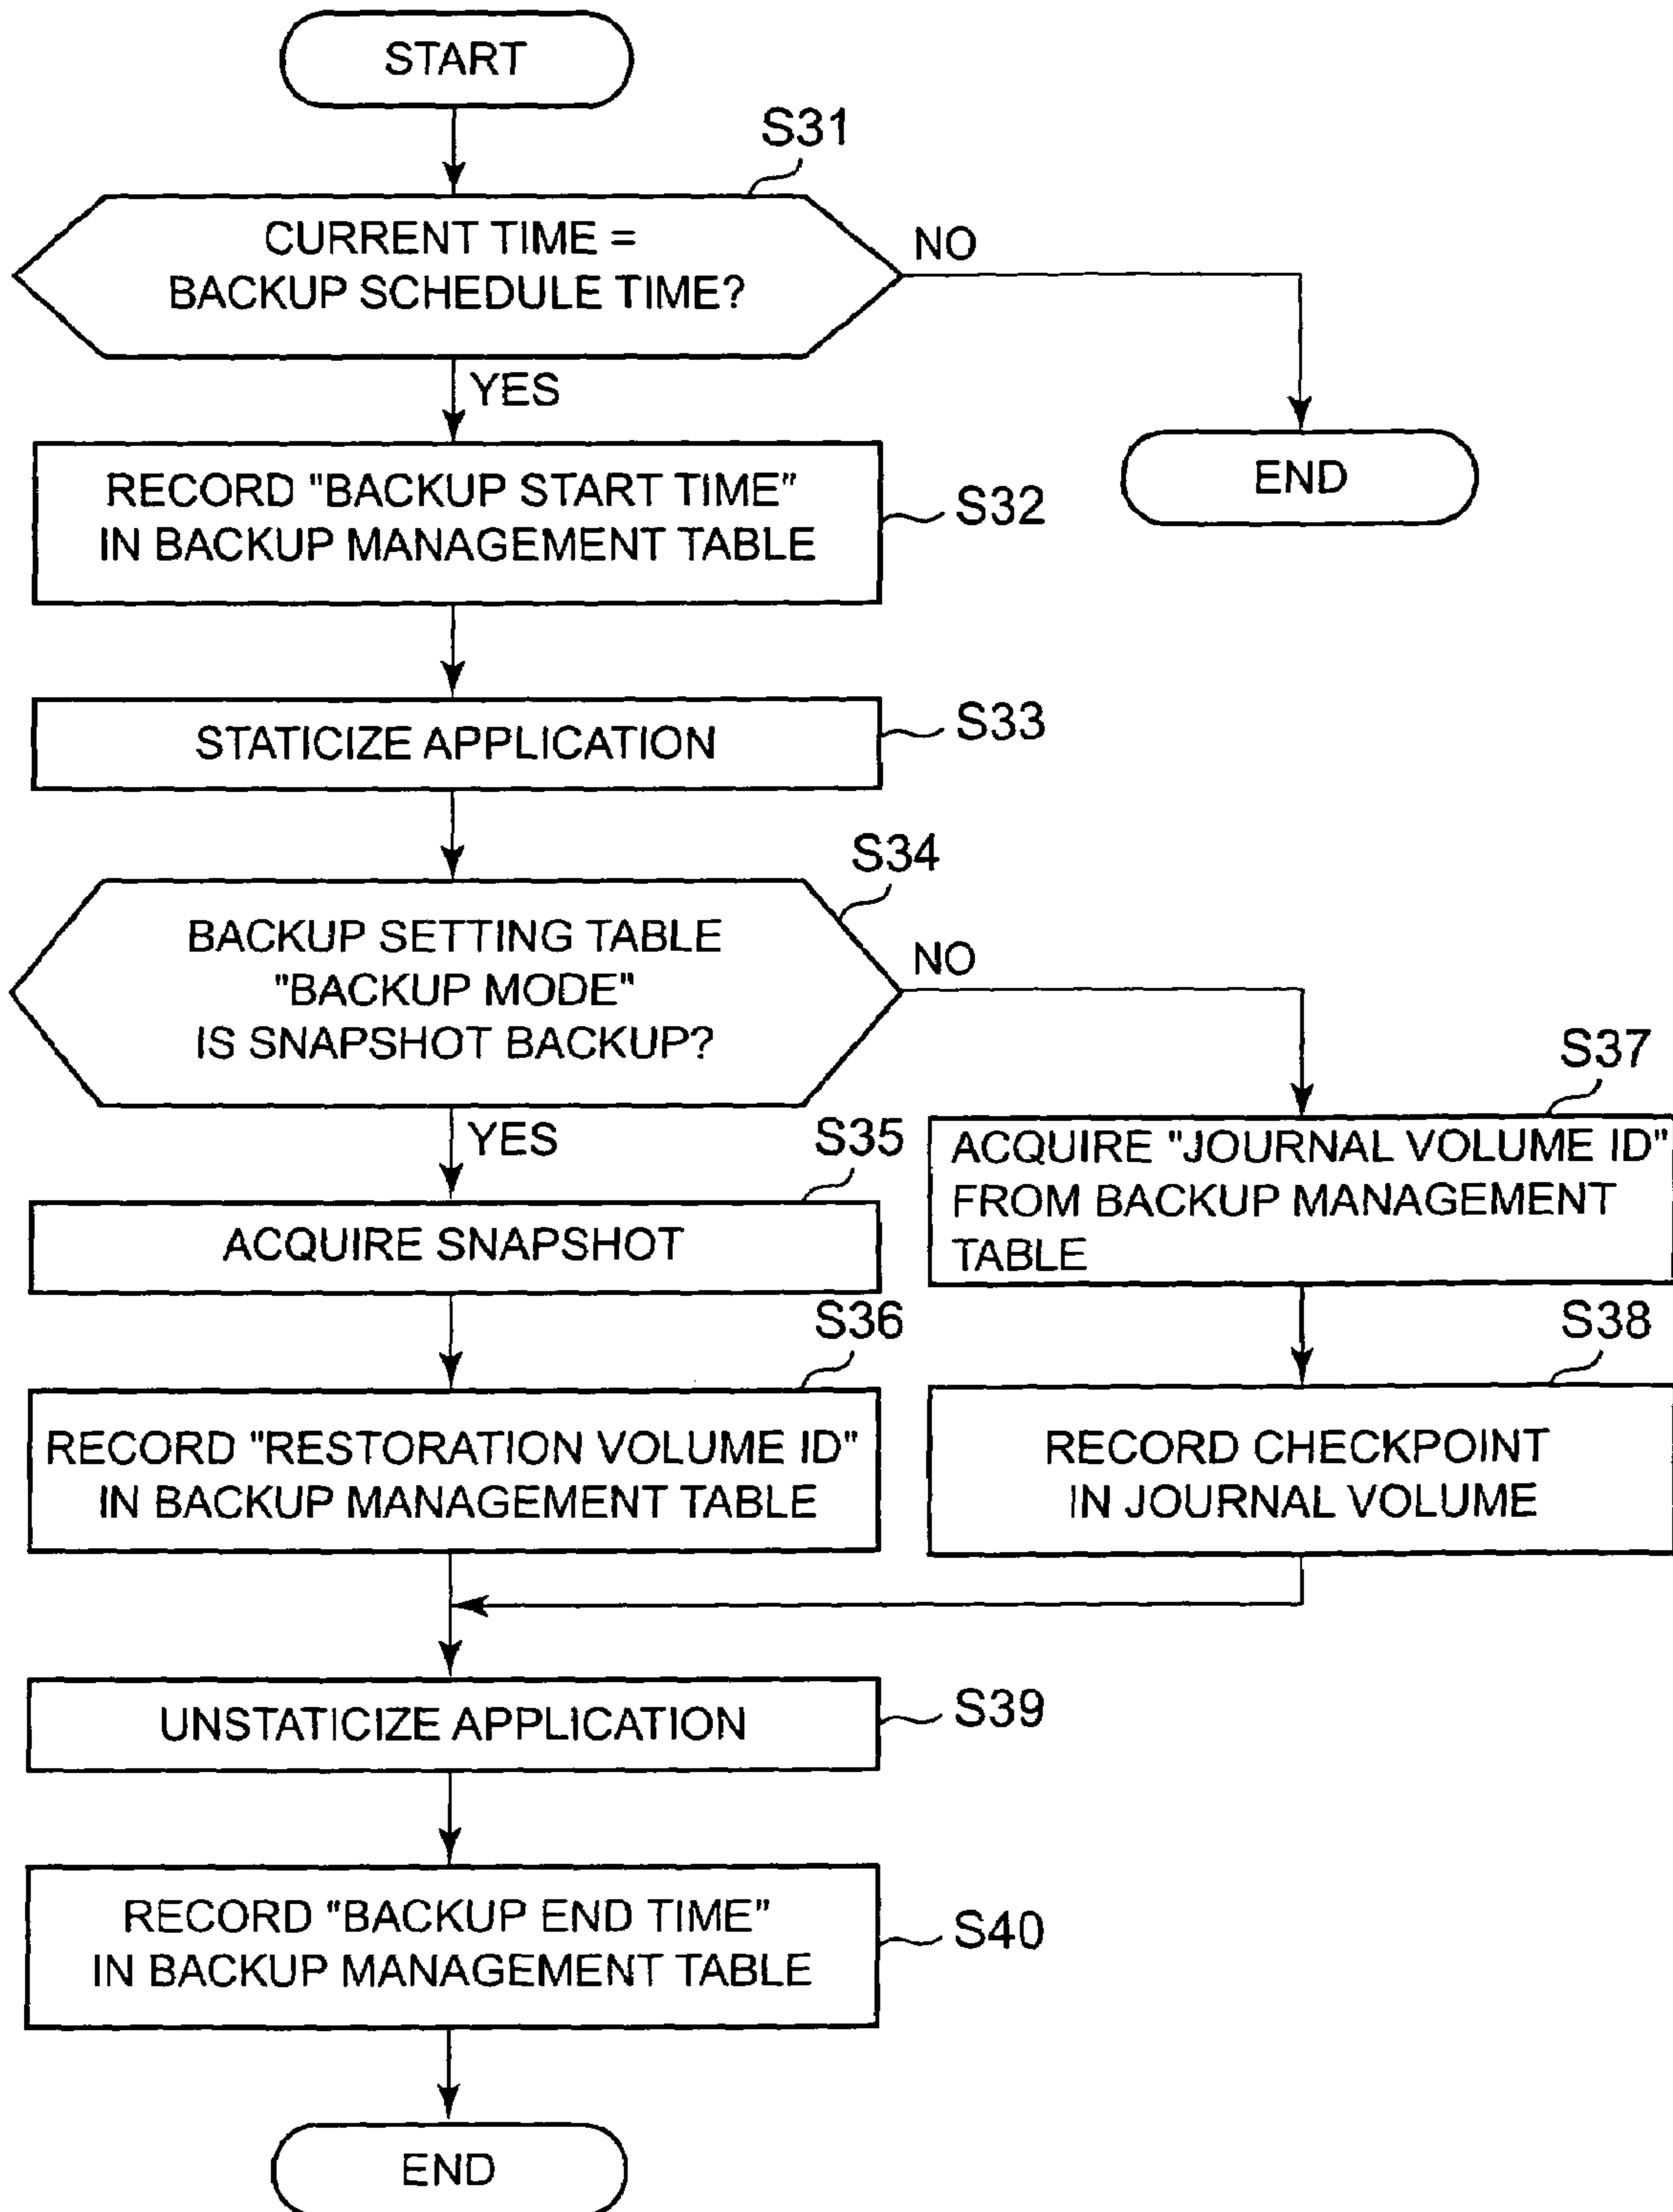 START
S31
CURRENT TIME =
BACKUP SCHEDULE TIME?
NO
YES
END
RECORD "BACKUP START TIME"
IN BACKUP MANAGEMENT TABLE
S32
STATICIZE APPLICATION
S33
S34
BACKUP SETTING TABLE
"BACKUP MODE"
IS SNAPSHOT BACKUP?
NO
YES
S35
ACQUIRE SNAPSHOT
S36
RECORD "RESTORATION VOLUME ID"
IN BACKUP MANAGEMENT TABLE
S37
ACQUIRE "JOURNAL VOLUME ID"
FROM BACKUP MANAGEMENT
TABLE
S38
RECORD CHECKPOINT
IN JOURNAL VOLUME
UNSTATICIZE APPLICATION
S39
RECORD "BACKUP END TIME"
IN BACKUP MANAGEMENT TABLE
S40
END